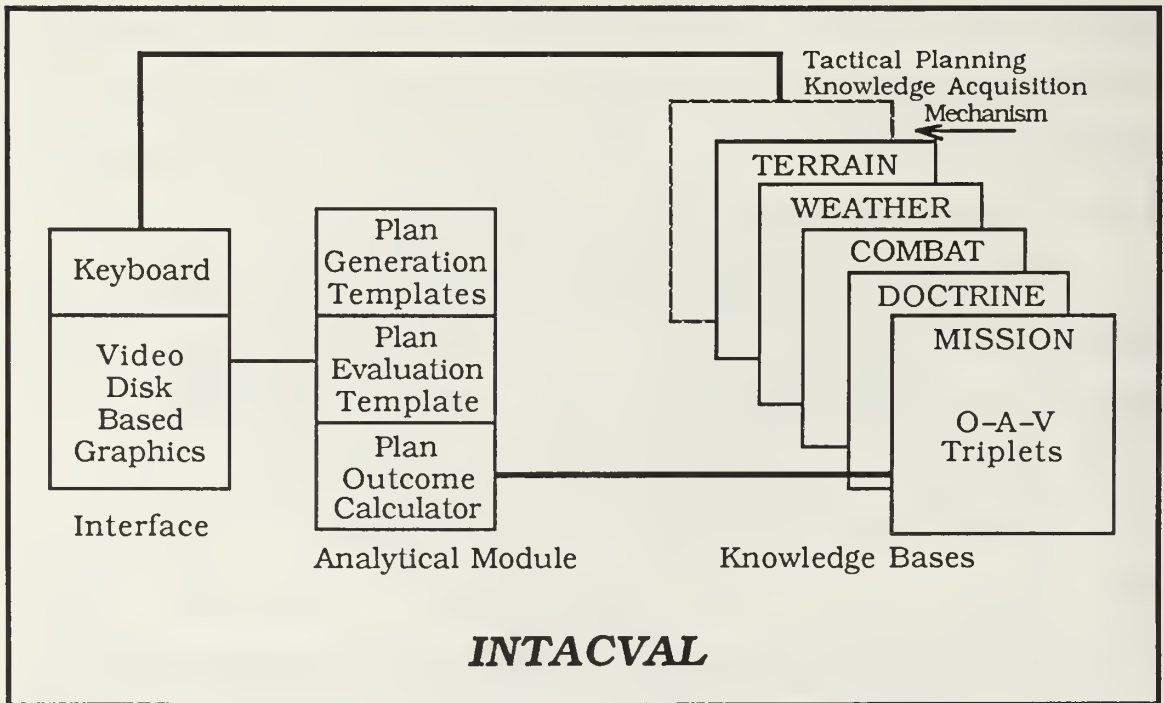 Tactical Planning
Knowledge Acquisition
Mechanism
TERRAIN
WEATHER
COMBAT
DOCTRINE
MISSION
O-A-V
Triplets
Knowledge Bases
Keyboard
Video
Disk
Based
Graphics
Interface
Plan
Generation
Templates
Plan
Evaluation
Template
Plan
Outcome
Calculator
Analytical Module
INTACVAL